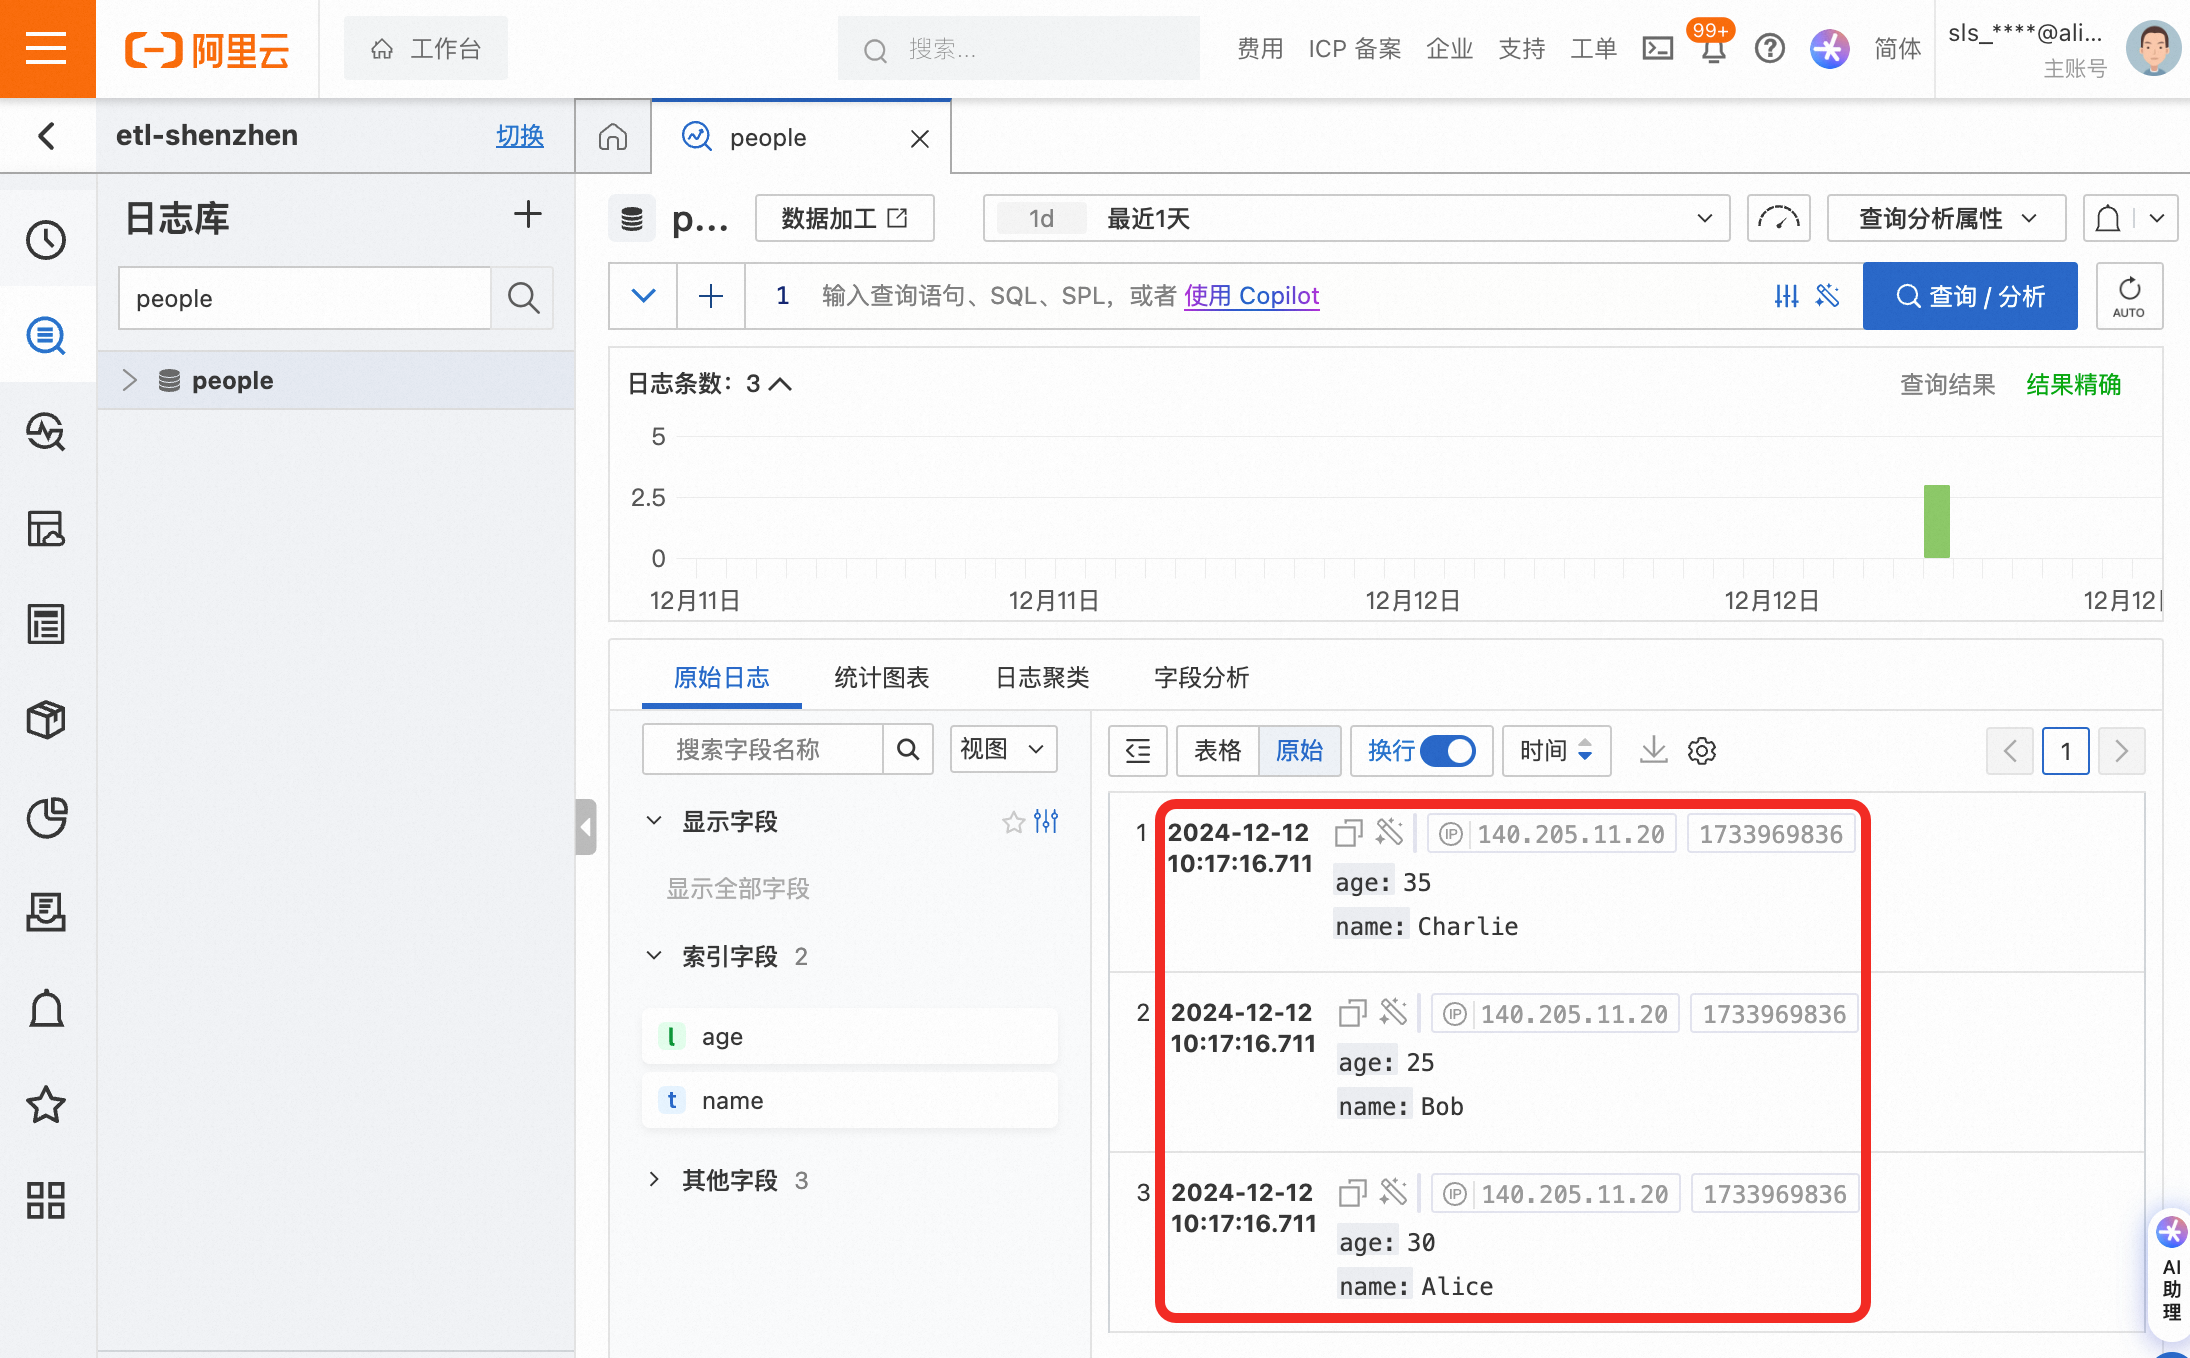 阿里云
工作台
搜索...
费用
ICP 备案
企业
支持
工单
99+
简体
sls_****@ali...
主账号
etl-shenzhen
切换
people
日志库
people
people
p...
数据加工
1d
最近1天
查询分析属性
1
输入查询语句、SQL、SPL，或者 使用 Copilot
查询 / 分析
AUTO
日志条数：3
查询结果
结果精确
5
2.5
0
12月11日
12月11日
12月12日
12月12日
12月12
原始日志
统计图表
日志聚类
字段分析
搜索字段名称
视图
表格
原始
换行
时间
1
显示字段
显示全部字段
索引字段 2
l age
t name
其他字段 3
1
2024-12-12
10:17:16.711
IP 140.205.11.20
1733969836
age: 35
name: Charlie
2
2024-12-12
10:17:16.711
IP 140.205.11.20
1733969836
age: 25
name: Bob
3
2024-12-12
10:17:16.711
IP 140.205.11.20
1733969836
age: 30
name: Alice
AI
助
理